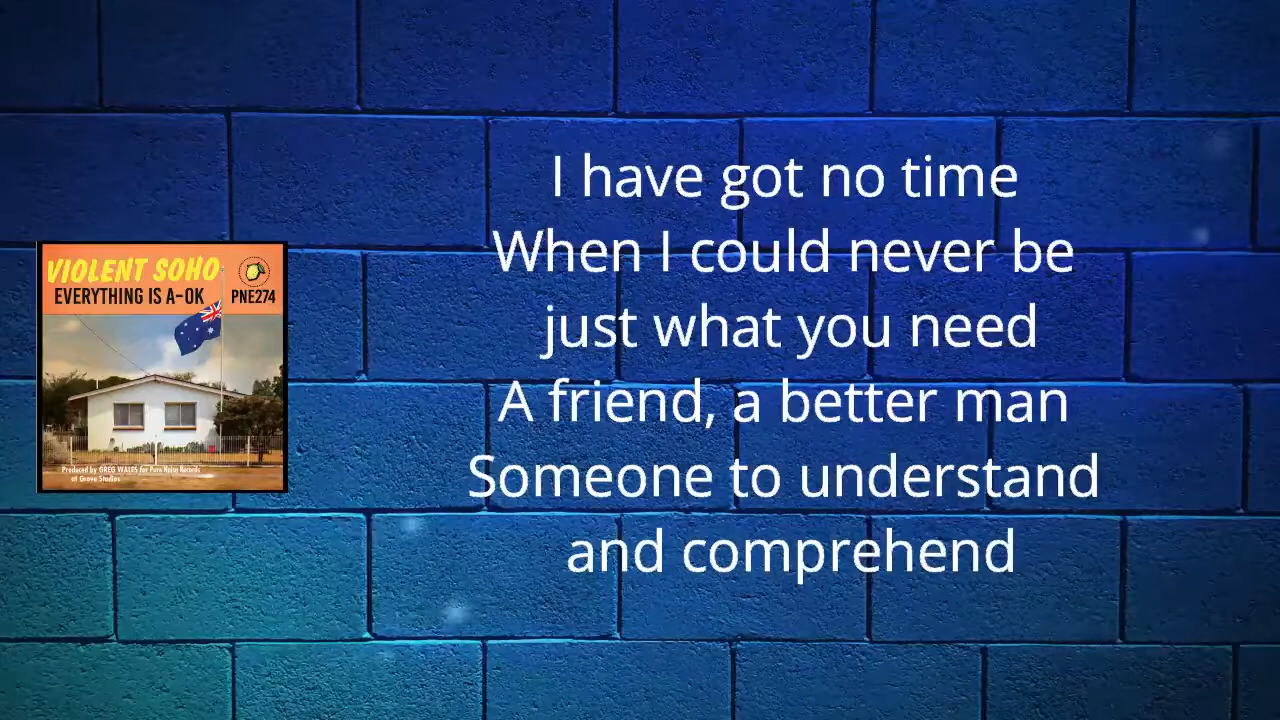 VIOLENT SOHO
EVERYTHING IS A-OK
PNE274
Produced by GREG WALES for Pure Noise Records
at Grove Studios
I have got no time
When I could never be
just what you need
A friend, a better man
Someone to understand
and comprehend